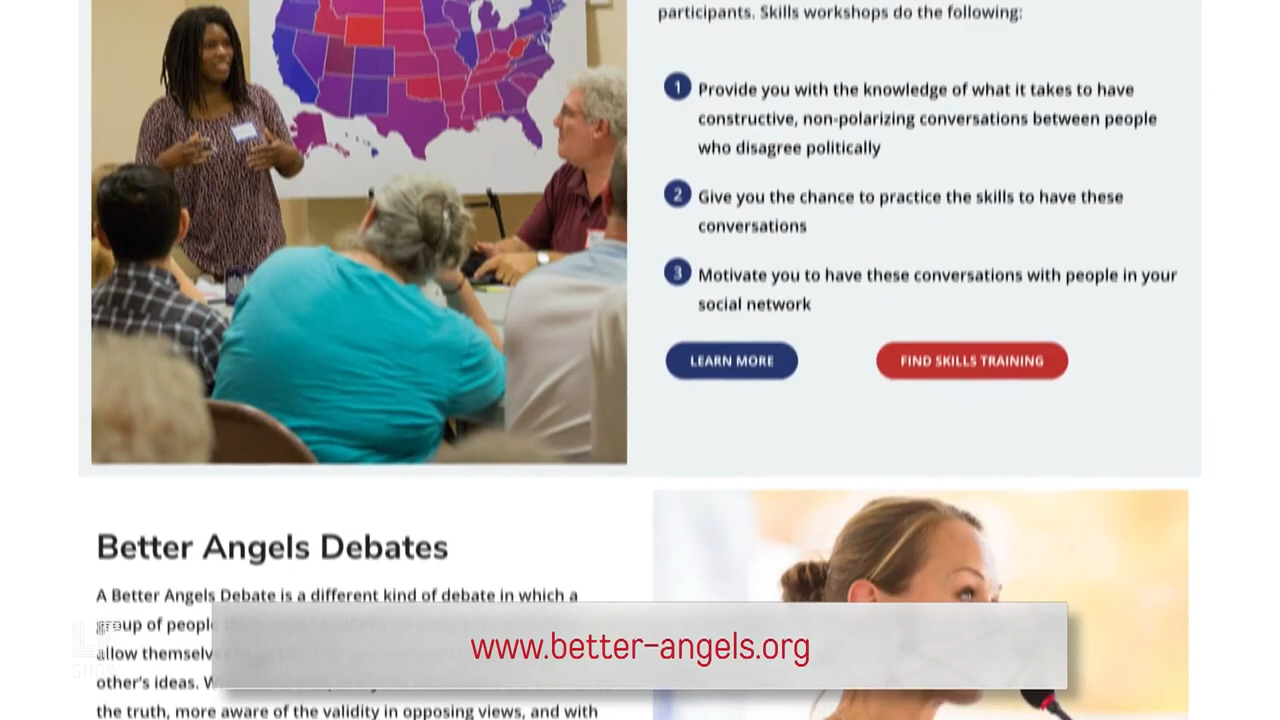 participants. Skills workshops do the following:
1 Provide you with the knowledge of what it takes to have
constructive, non-polarizing conversations between people
who disagree politically
2 Give you the chance to practice the skills to have these
conversations
3 Motivate you to have these conversations with people in your
social network
LEARN MORE
FIND SKILLS TRAINING
Better Angels Debates
A Better Angels Debate is a different kind of debate in which a
group of people
allow themselv
other's ideas. W
the truth, more aware of the validity in opposing views, and with
www.better-angels.org
SHOW